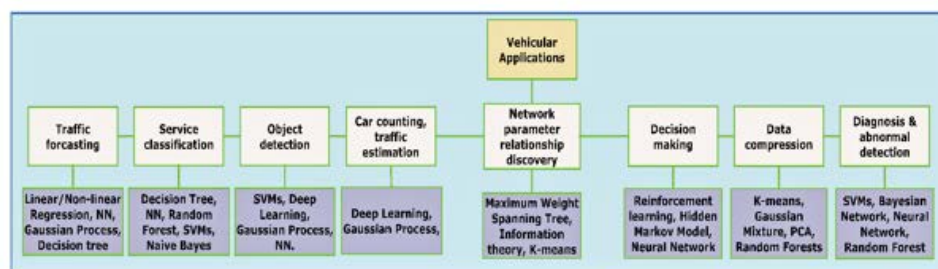 Vehicular
Applications
Traffic
forcasting
Service
classification
Object
detection
Car counting,
traffic
estimation
Network
parameter
relationship
discovery
Decision
making
Data
compression
Diagnosis &
abnormal
detection
Linear/Non-linear
Regression, NN,
Gaussian Process,
Decision tree
Decision Tree,
NN, Random
Forest, SVMs,
Naive Bayes
SVMs, Deep
Learning,
Gaussian Process,
NN.
Deep Learning,
Gaussian Process,
Maximum Weight
Spanning Tree,
Information
theory, K-means
Reinforcement
learning, Hidden
Markov Model,
Neural Network
K-means,
Gaussian
Mixture, PCA,
Random Forests
SVMs, Bayesian
Network, Neural
Network,
Random Forest